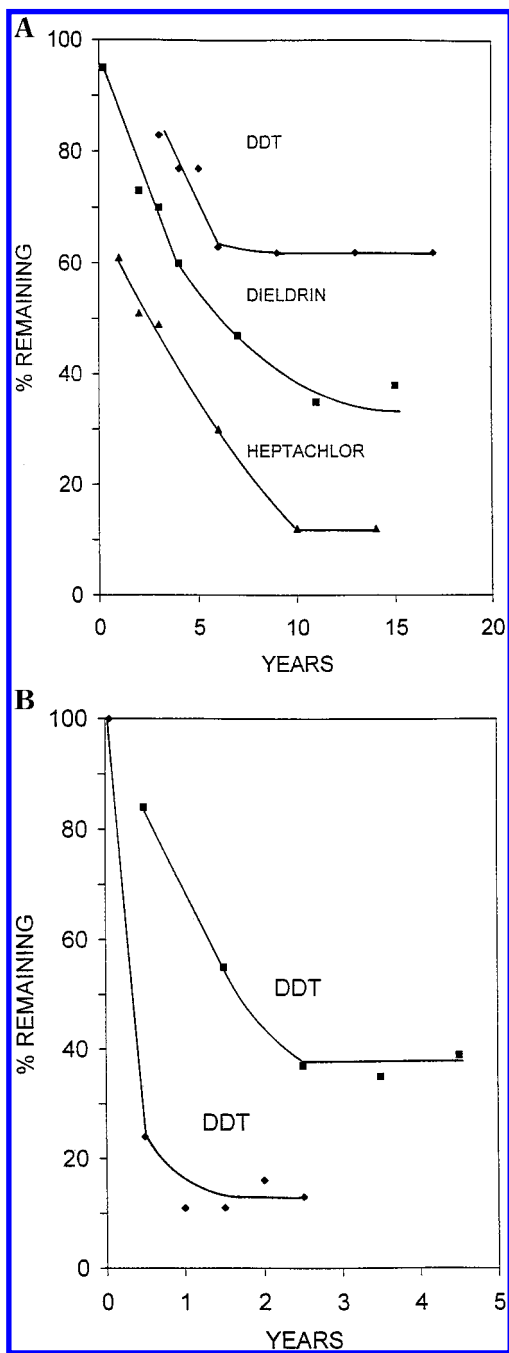 A
100
80
60
40
20
0
% REMAINING
DDT
DIELDRIN
HEPTACHLOR
0 5 10 15 20
YEARS
B
100
80
60
40
20
0
% REMAINING
DDT
DDT
0 1 2 3 4 5
YEARS